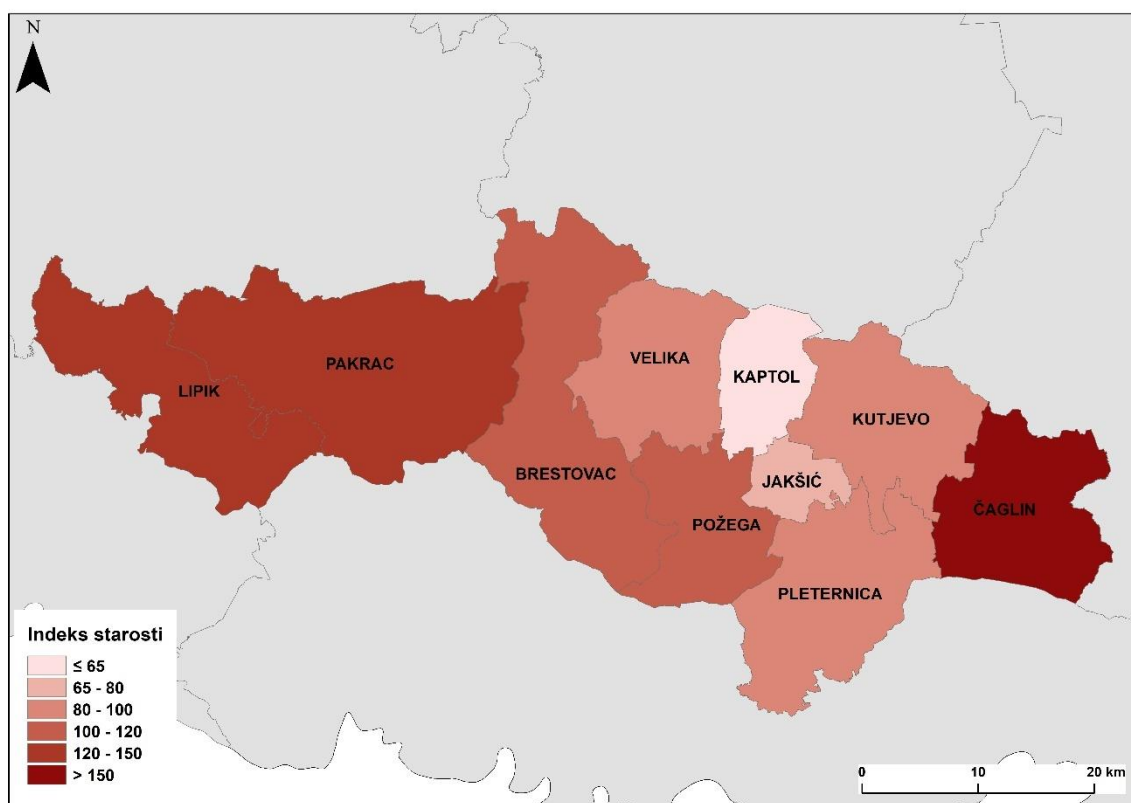 N
VELIKA
PAKRAC
KAPTOL
LIPIK
KUTJEVO
BRESTOVAC
JAKŠIĆ
POŽEGA
ČAGLIN
PLETERNICA
Indeks starosti
≤ 65
65 - 80
80 - 100
100 - 120
120 - 150
> 150
0 10 20 km